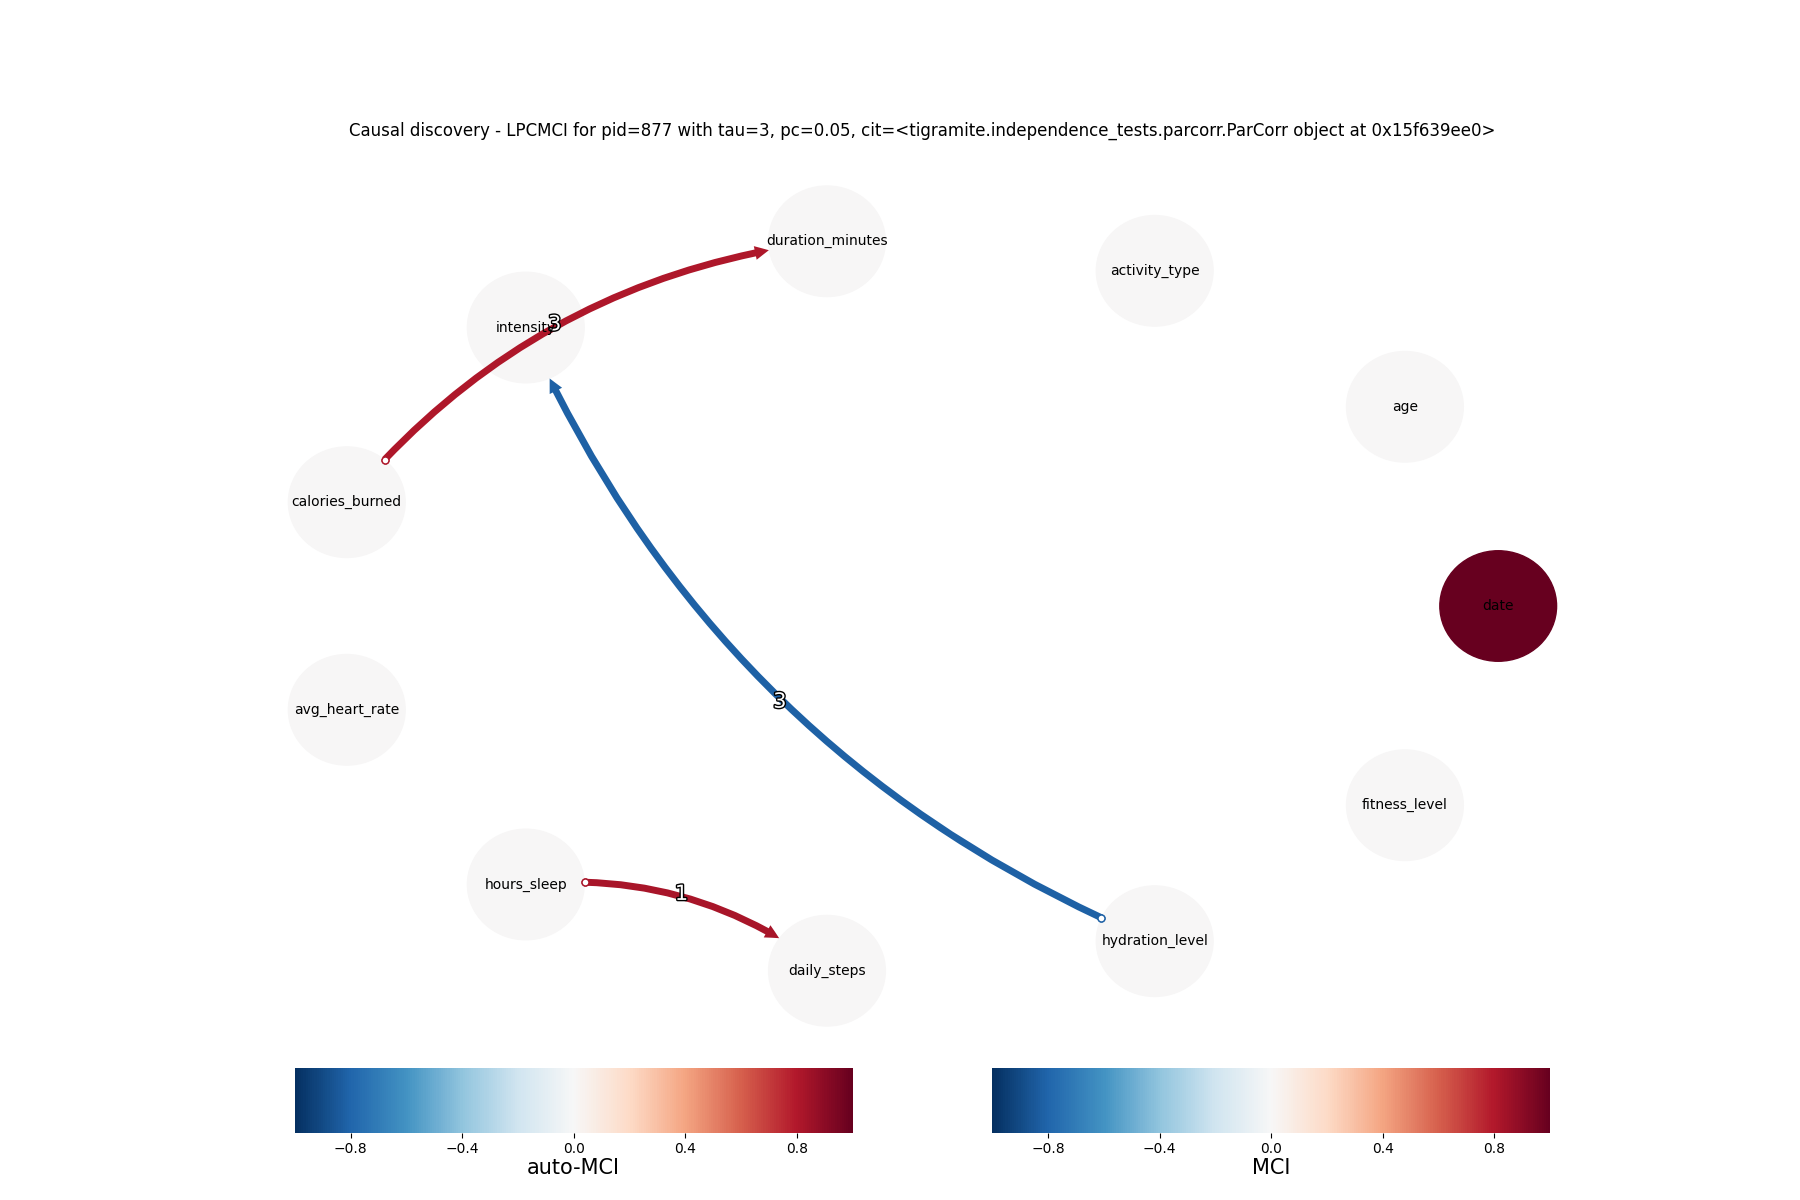 Causal discovery - LPCMCI for pid=877 with tau=3, pc=0.05, cit=<tigramite.independence_tests.parcorr.ParCorr object at 0x15f639ee0>
duration_minutes
activity_type
intensity
3
age
calories_burned
date
3
avg_heart_rate
fitness_level
hours_sleep
1
hydration_level
daily_steps
−0.8 −0.4 0.0 0.4 0.8
auto-MCI
−0.8 −0.4 0.0 0.4 0.8
MCI